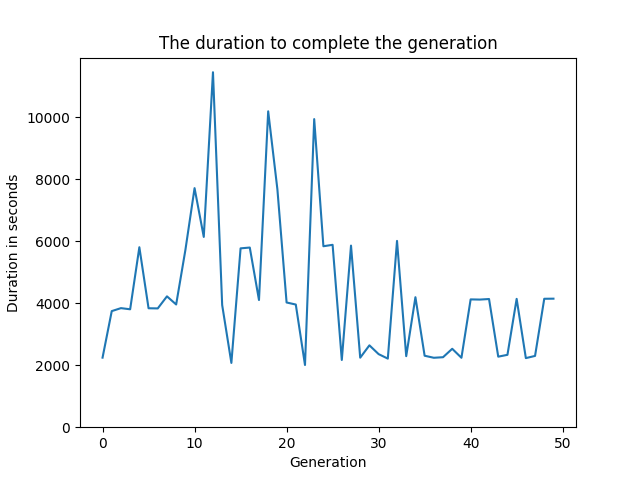 The duration to complete the generation
Duration in seconds
10000
8000
6000
4000
2000
0
0 10 20 30 40 50
Generation